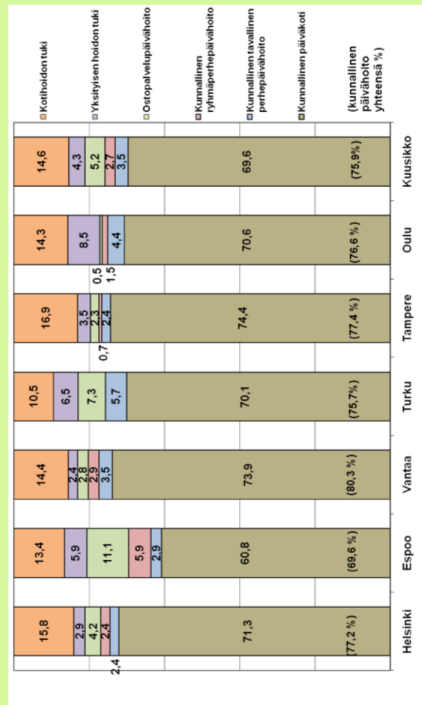 Kotihoidon tuki
Yksityisen hoidon tuki
Ostopalvelupäivähoito
Kunnallinen
ryhmäperhepäivähoito
Kunnallinen tavallinen
perhepäivähoito
Kunnallinen päiväkoti
(kunnallinen
päivähoito
yhteensä %)
15,8
2,9
4,2
2,4
2,4
71,3
(77,2 %)
Helsinki
13,4
5,9
11,1
5,9
2,9
60,8
(69,6 %)
Espoo
14,4
2,4
2,8
2,9
3,5
73,9
(80,3 %)
Vantaa
10,5
6,5
7,3
5,7
70,1
(75,7%)
Turku
16,9
3,5
2,3
0,7
2,4
74,4
(77,4 %)
Tampere
14,3
8,5
0,5
1,5
4,4
70,6
(76,6 %)
Oulu
14,6
4,3
5,2
2,7
3,5
69,6
(75,9%)
Kuusikko